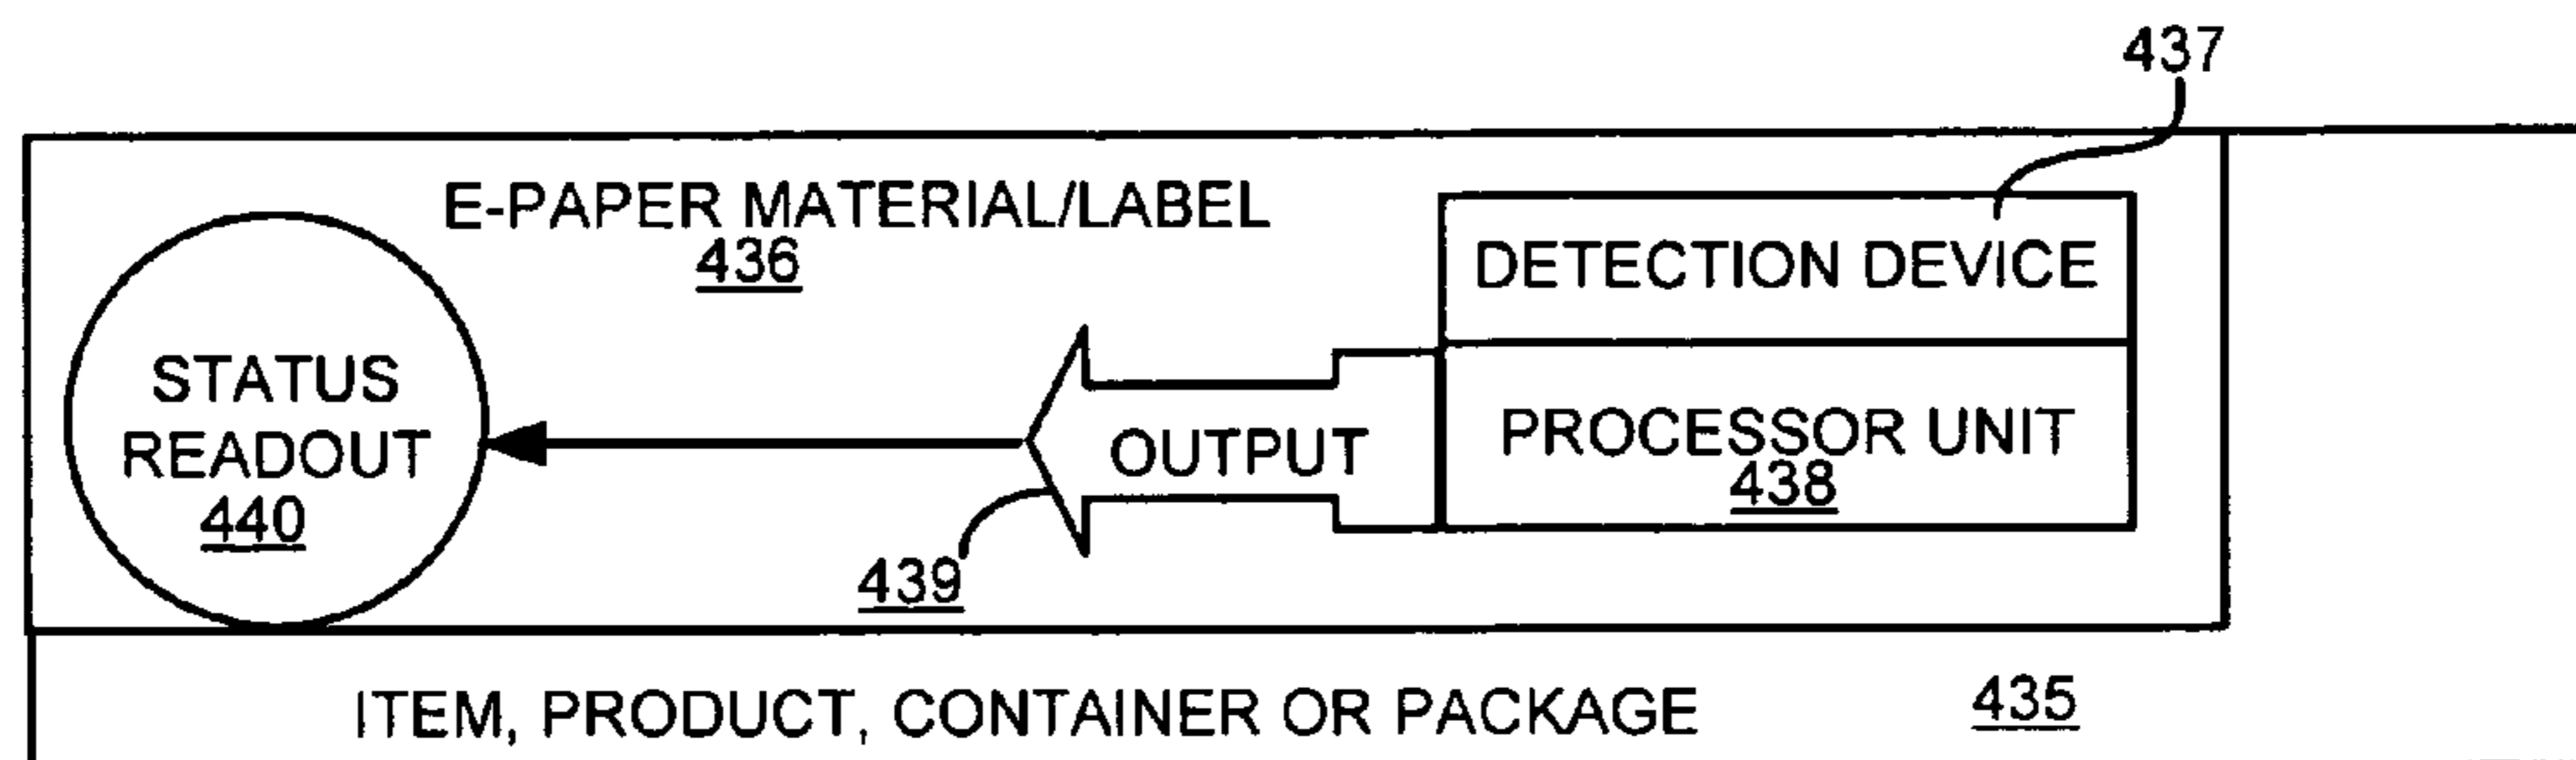 437
E-PAPER MATERIAL/LABEL
436
DETECTION DEVICE
STATUS
READOUT
440
OUTPUT
439
PROCESSOR UNIT
438
ITEM, PRODUCT, CONTAINER OR PACKAGE 435